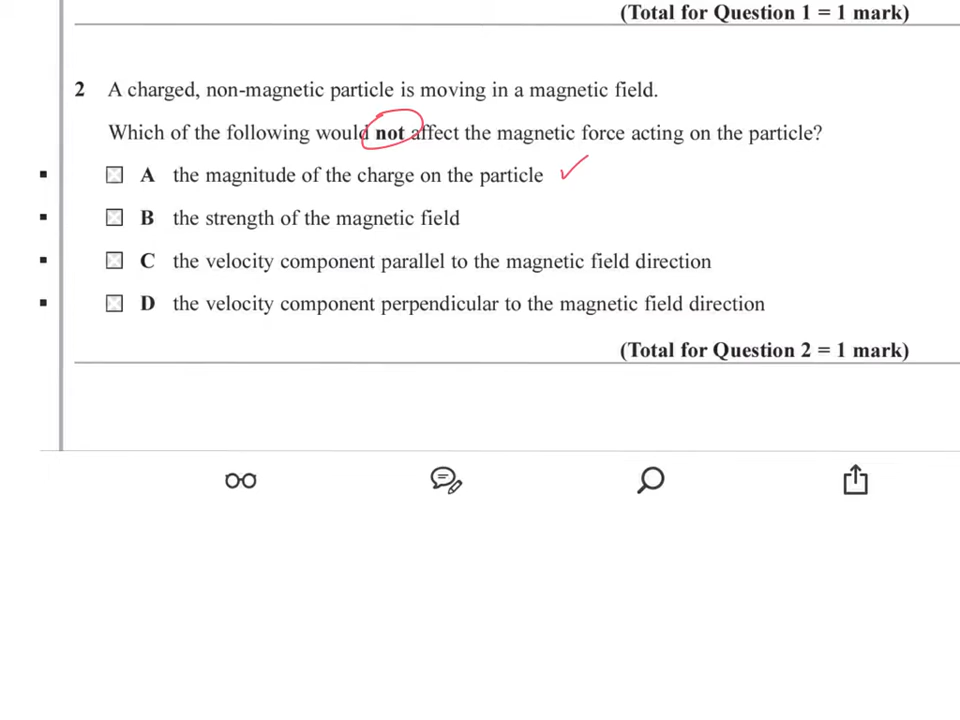 (Total for Question 1 = 1 mark)
2 A charged, non-magnetic particle is moving in a magnetic field.
Which of the following would not affect the magnetic force acting on the particle?
A the magnitude of the charge on the particle
B the strength of the magnetic field
C the velocity component parallel to the magnetic field direction
D the velocity component perpendicular to the magnetic field direction
(Total for Question 2 = 1 mark)